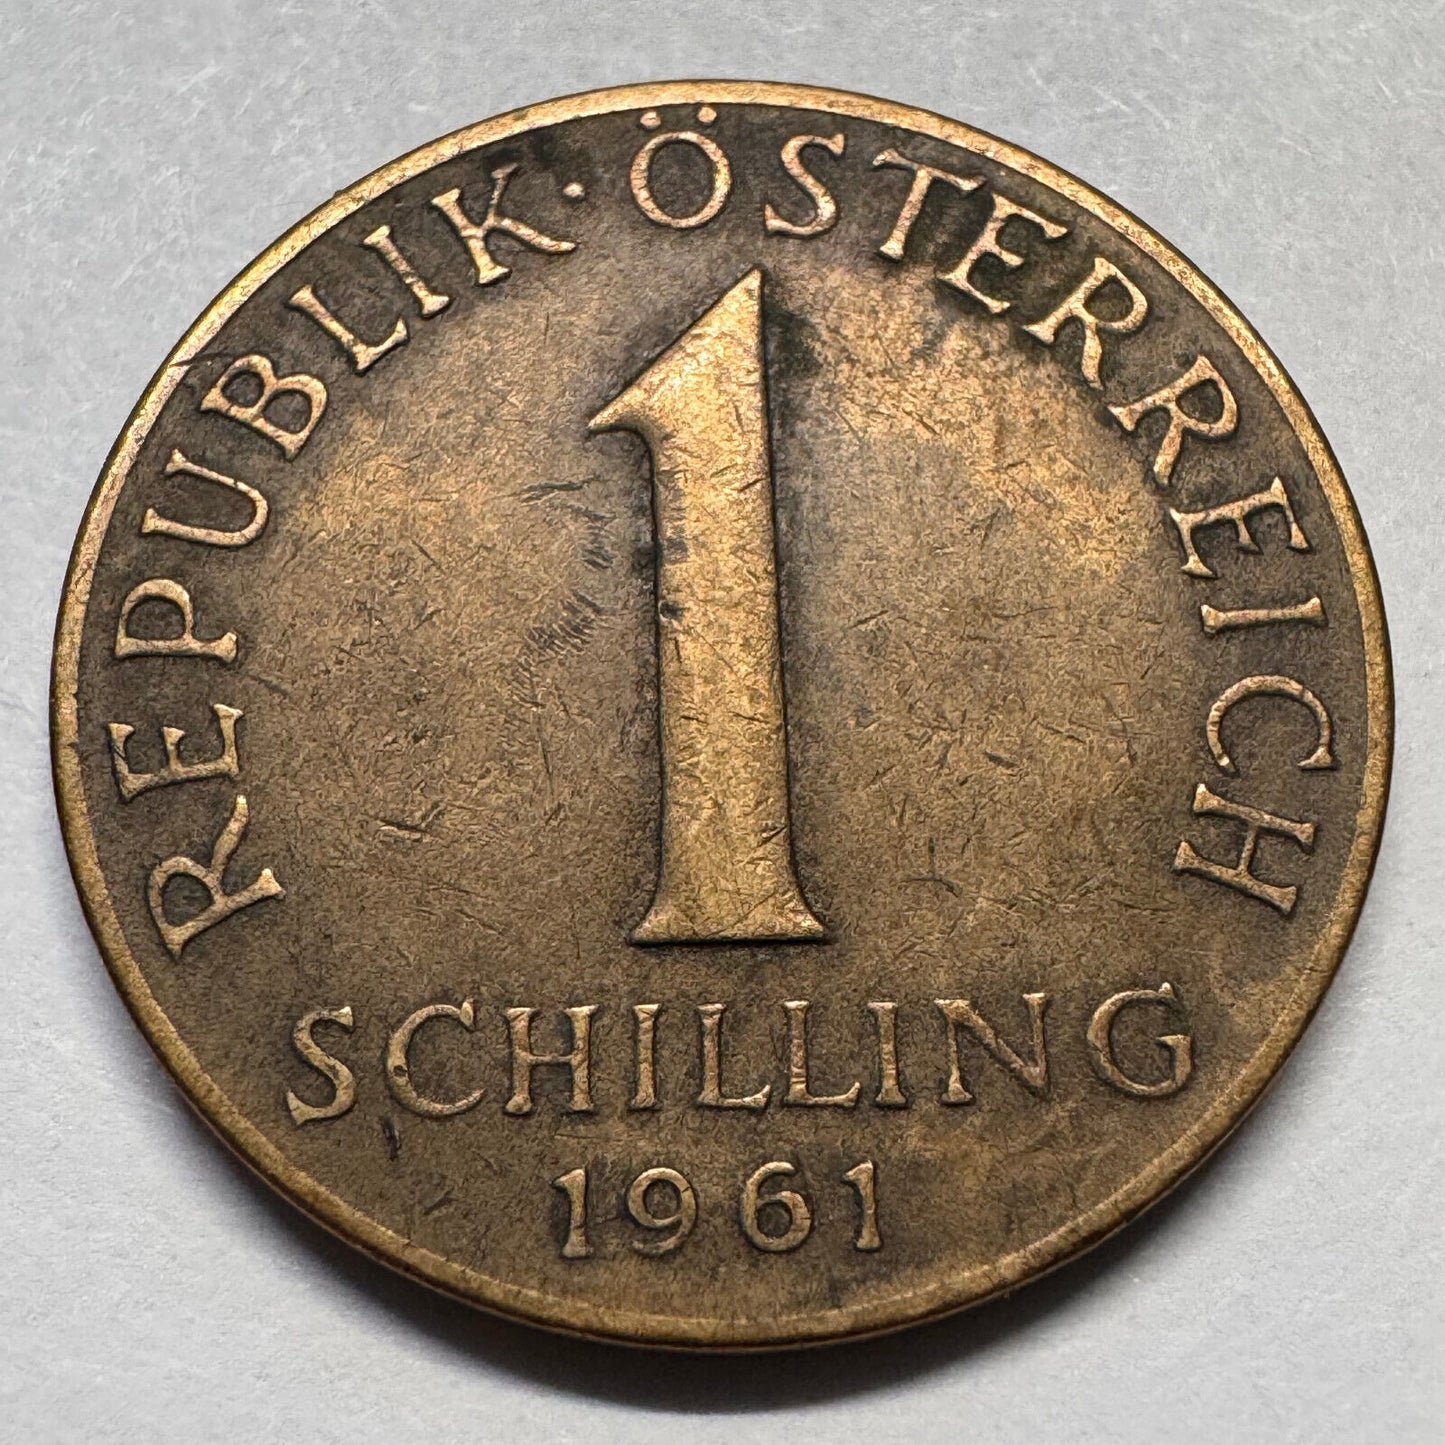 REPUBLIK · ÖSTERREICH
1
SCHILLING
1961